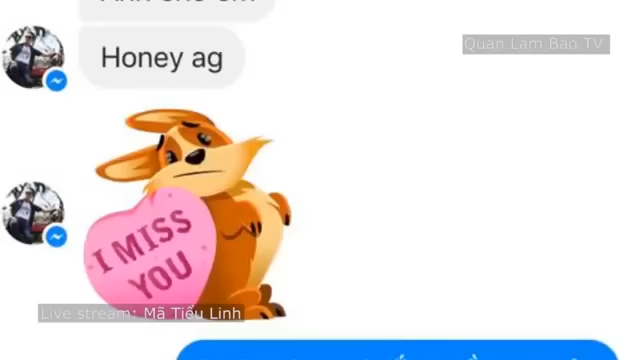 Honey ag
Quan Lam Bao TV
I MISS
YOU
Live stream: Mã Tiểu Linh